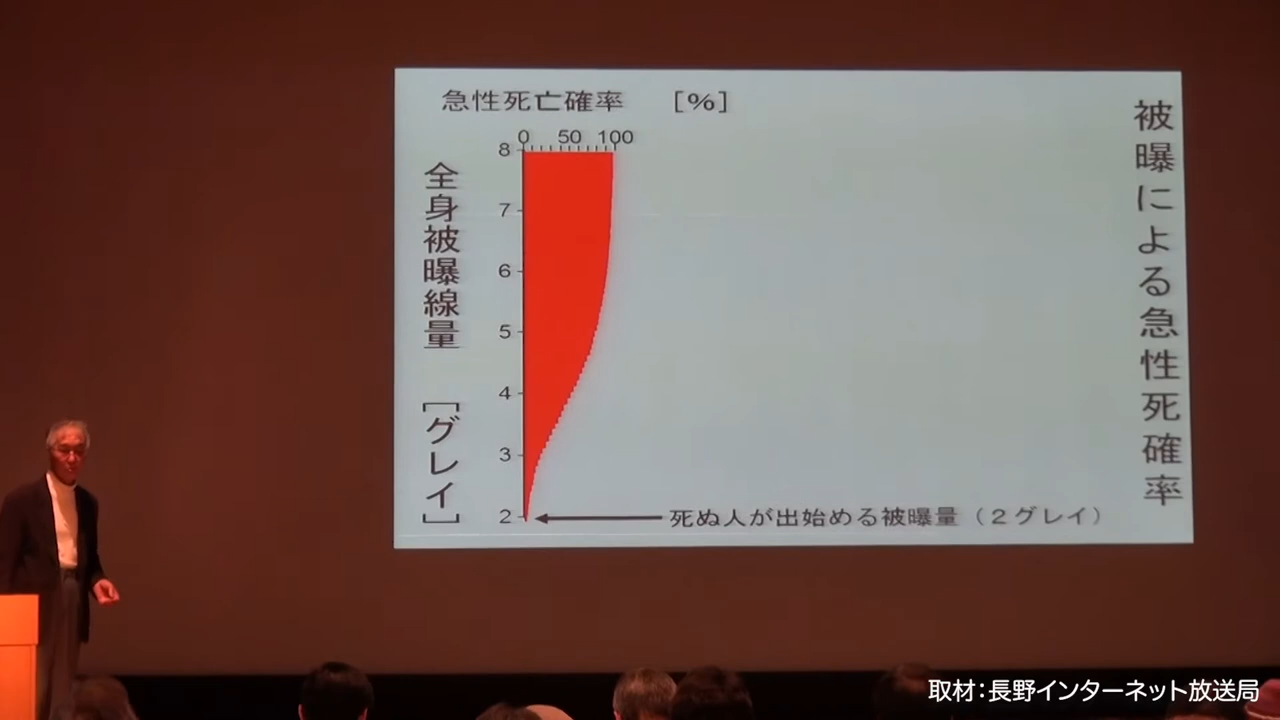 急性死亡確率 [%]
0 50 100
8
7
6
5
4
3
2
全身被曝線量 [グレイ]
死ぬ人が出始める被曝量（２グレイ）
被曝による急性死確率
取材：長野インターネット放送局